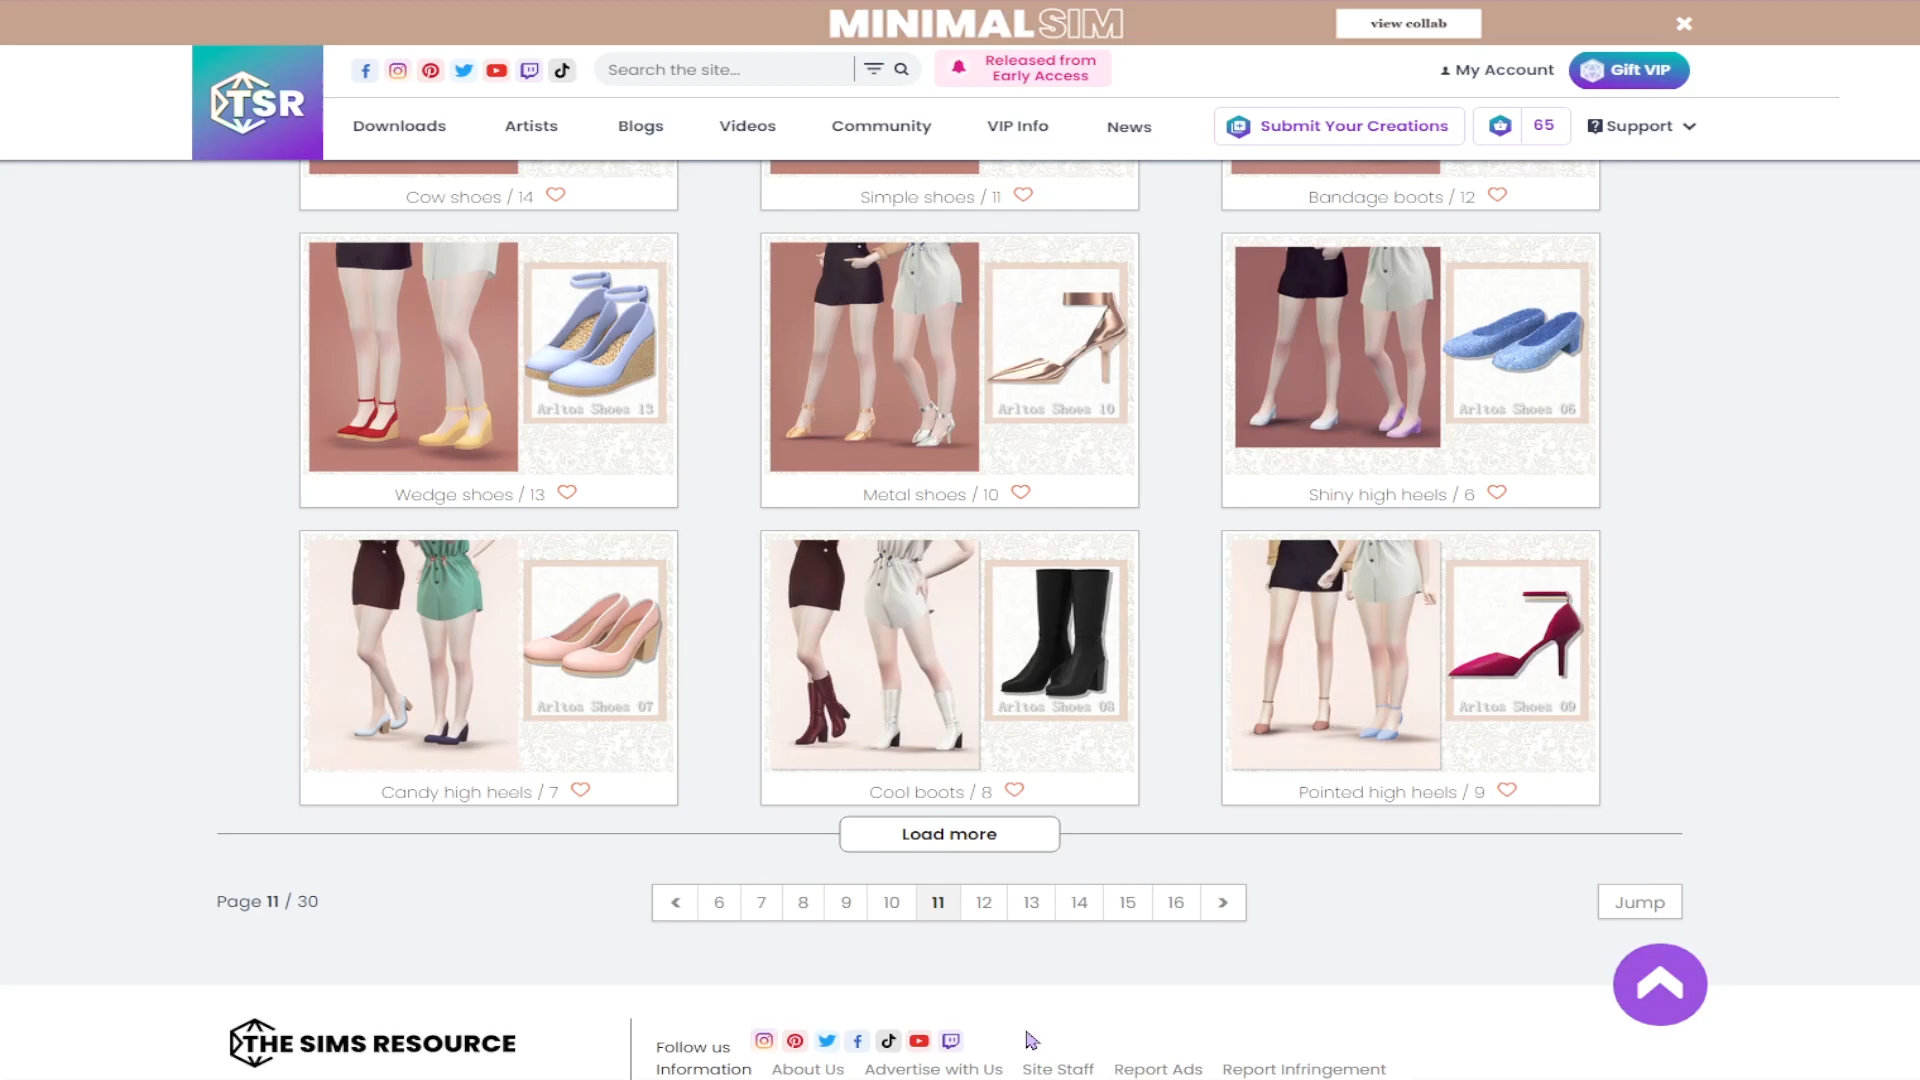 MINIMALSIM
view collab
TSR
Search the site...
Released from
Early Access
My Account
Gift VIP
Downloads
Artists
Blogs
Videos
Community
VIP Info
News
Submit Your Creations
65
Support
Cow shoes / 14
Simple shoes / 11
Bandage boots / 12
Arltos Shoes 13
Arltos Shoes 10
Arltos Shoes 06
Wedge shoes / 13
Metal shoes / 10
Shiny high heels / 6
Arltos Shoes 07
Arltos Shoes 08
Arltos Shoes 09
Candy high heels / 7
Cool boots / 8
Pointed high heels / 9
Load more
Page 11 / 30
< 6 7 8 9 10 11 12 13 14 15 16 >
Jump
THE SIMS RESOURCE
Follow us
Information About Us Advertise with Us Site Staff Report Ads Report Infringement